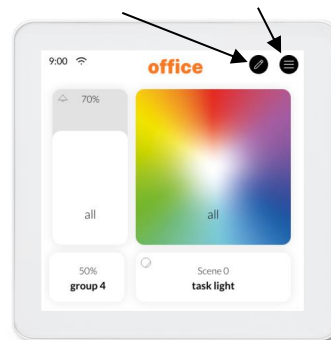 9:00 office
70%
all all
50% Scene 0
group 4 task light